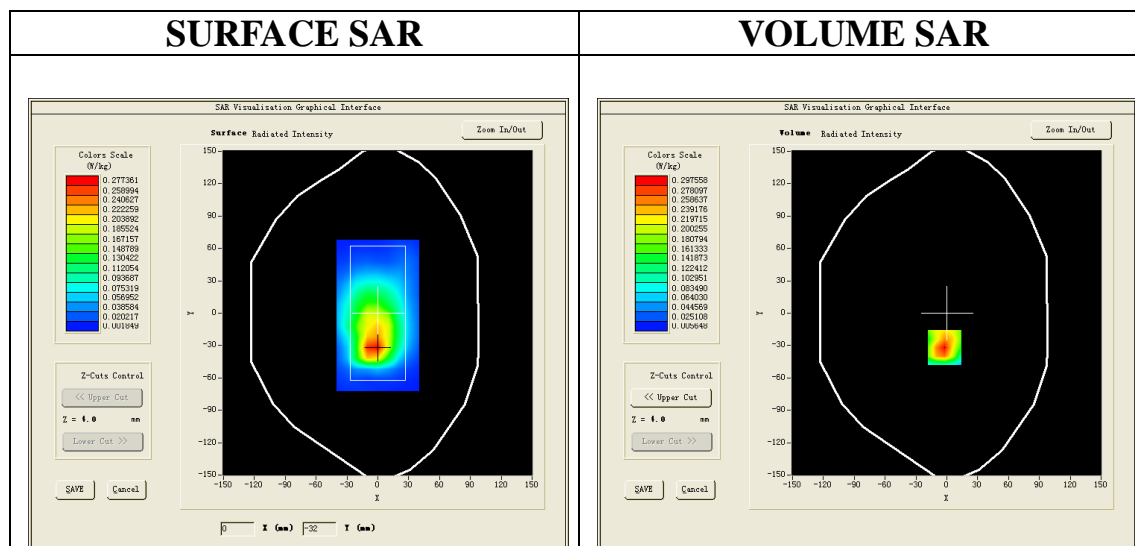 SURFACE SAR
SAR Visualisation Graphical Interface
Surface Radiated Intensity
Zoom In/Out
Colors Scale
(W/kg)
0.277361
0.258994
0.240627
0.222259
0.203892
0.185524
0.167157
0.148789
0.130422
0.112054
0.093687
0.075319
0.056952
0.038584
0.020217
0.001849
Z-Cuts Control
<< Upper Cut
Z = 4.0 mm
Lower Cut >>
SAVE Cancel
150
120
90
60
30
0
-30
-60
-90
-120
-150
Y
-150 -120 -90 -60 -30 0 30 60 90 120 150
X
0 X (mm) -32 Y (mm)
VOLUME SAR
SAR Visualisation Graphical Interface
Volume Radiated Intensity
Zoom In/Out
Colors Scale
(W/kg)
0.297558
0.278097
0.258637
0.239176
0.219715
0.200255
0.180794
0.161333
0.141873
0.122412
0.102951
0.083490
0.064030
0.044569
0.025108
0.005648
Z-Cuts Control
<< Upper Cut
Z = 4.0 mm
Lower Cut >>
SAVE Cancel
150
120
90
60
30
0
-30
-60
-90
-120
-150
Y
-150 -120 -90 -60 -30 0 30 60 90 120 150
X